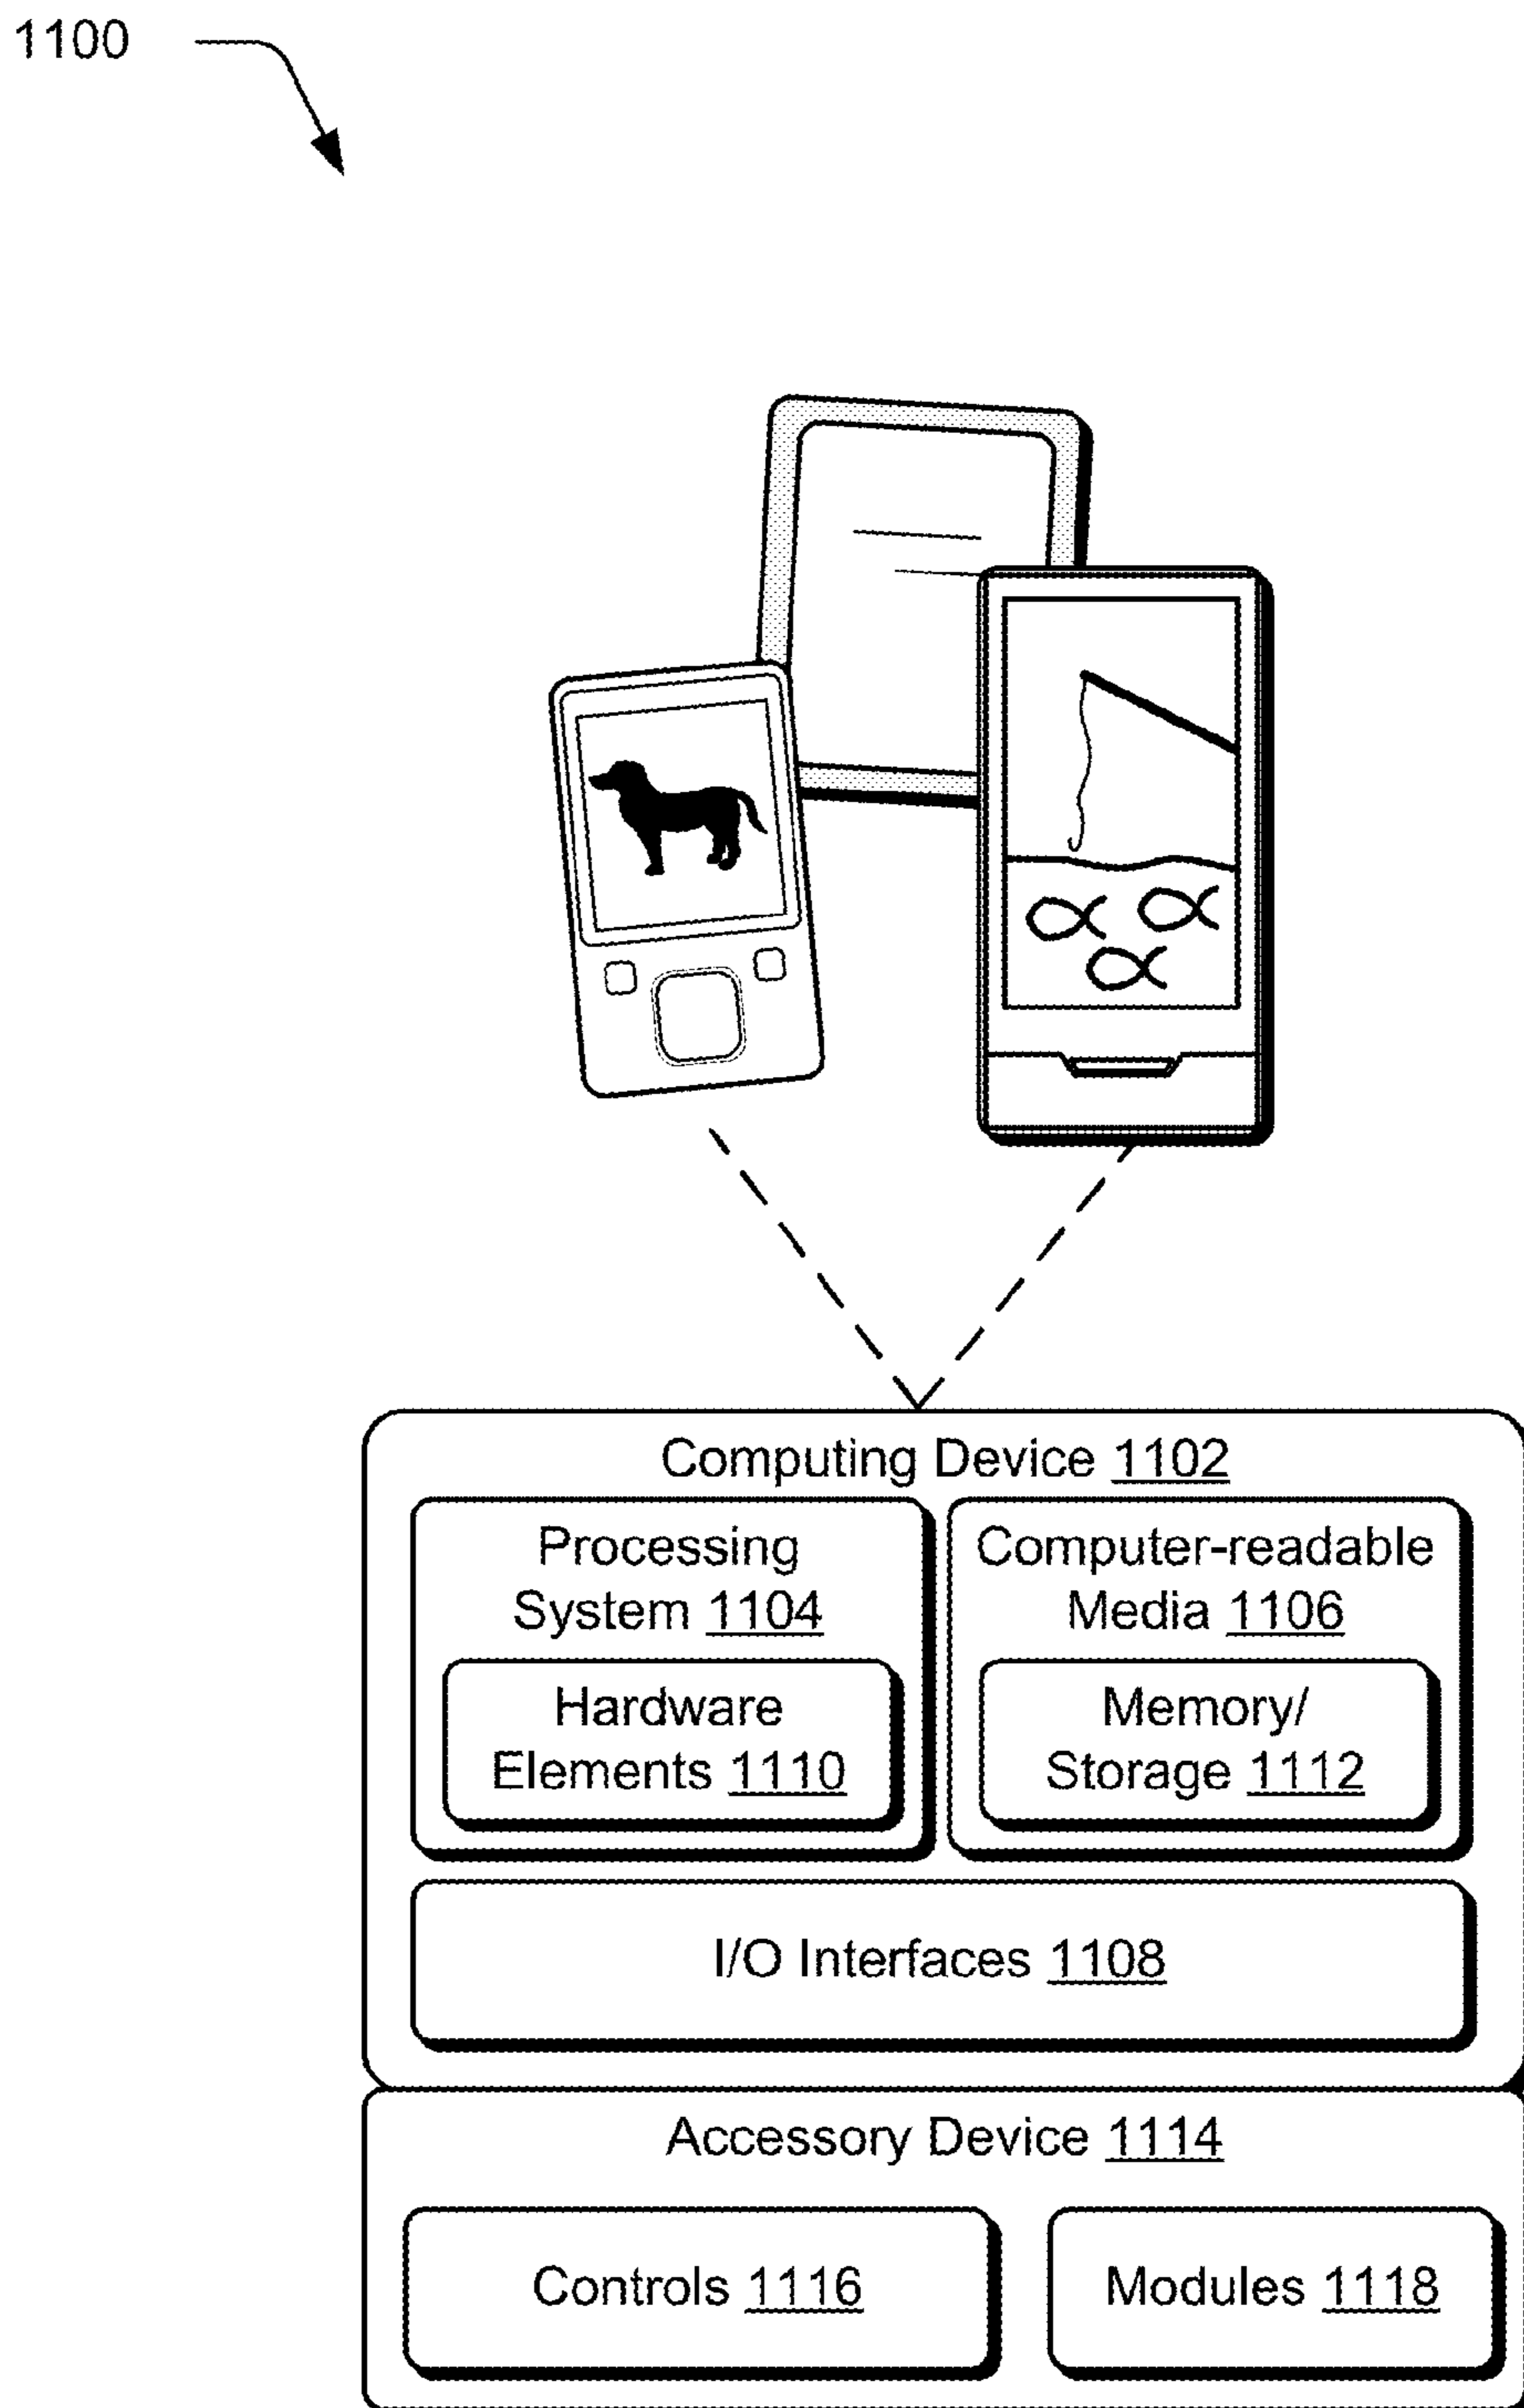 1100
Computing Device 1102
Processing
System 1104
Computer-readable
Media 1106
Hardware
Elements 1110
Memory/
Storage 1112
I/O Interfaces 1108
Accessory Device 1114
Controls 1116
Modules 1118